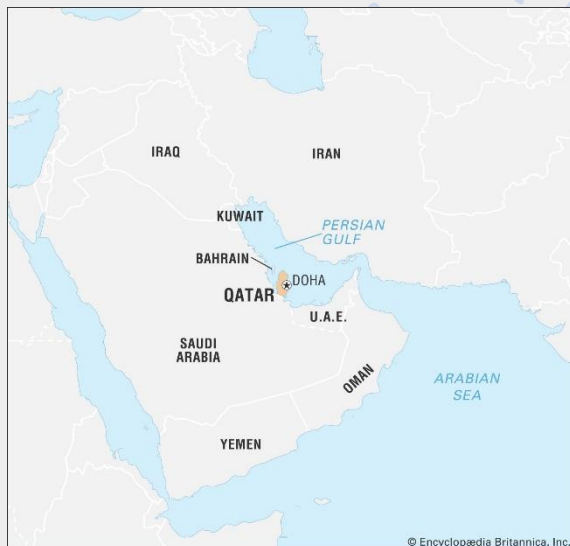 IRAQ
IRAN
KUWAIT
PERSIAN
GULF
BAHRAIN
DOHA
QATAR
U.A.E.
SAUDI
ARABIA
OMAN
ARABIAN
SEA
YEMEN
© Encyclopædia Britannica, Inc.